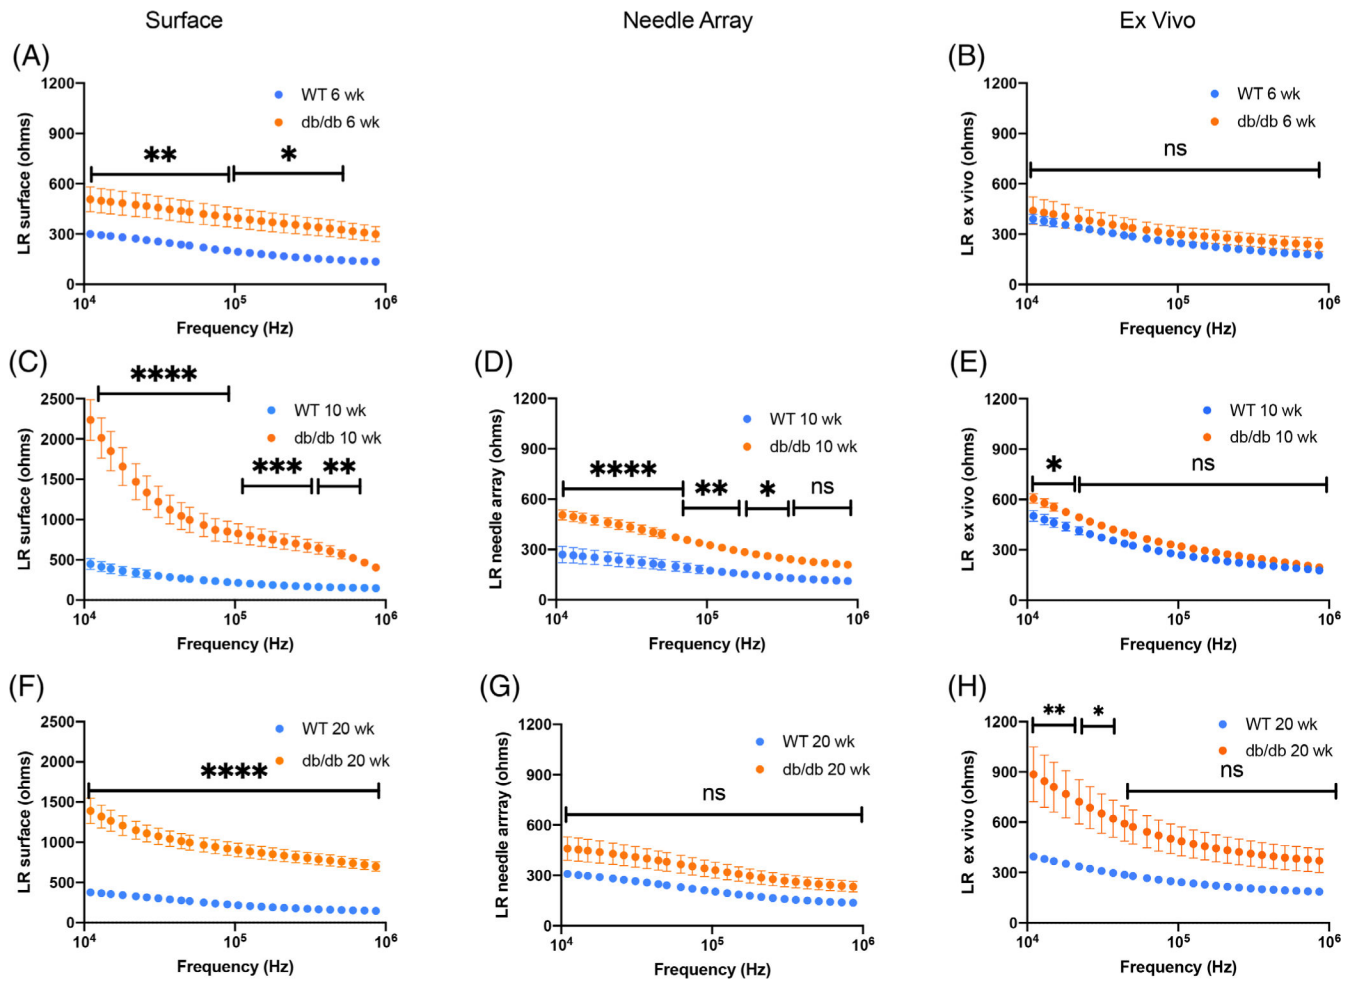 Surface
Needle Array
Ex Vivo
(A)
1200
900
600
300
0
LR surface (ohms)
WT 6 wk
db/db 6 wk
**
*
10⁴
10⁵
10⁶
Frequency (Hz)
(B)
1200
900
600
300
0
LR ex vivo (ohms)
WT 6 wk
db/db 6 wk
ns
10⁴
10⁵
10⁶
Frequency (Hz)
(C)
2500
2000
1500
1000
500
0
LR surface (ohms)
****
WT 10 wk
db/db 10 wk
***
**
10⁴
10⁵
10⁶
Frequency (Hz)
(D)
1200
900
600
300
0
LR needle array (ohms)
WT 10 wk
db/db 10 wk
****
**
*
ns
10⁴
10⁵
10⁶
Frequency (Hz)
(E)
1200
900
600
300
0
LR ex vivo (ohms)
WT 10 wk
db/db 10 wk
*
ns
10⁴
10⁵
10⁶
Frequency (Hz)
(F)
2500
2000
1500
1000
500
0
LR surface (ohms)
WT 20 wk
db/db 20 wk
****
10⁴
10⁵
10⁶
Frequency (Hz)
(G)
1200
900
600
300
0
LR needle arrray (ohms)
WT 20 wk
db/db 20 wk
ns
10⁴
10⁵
10⁶
Frequency (Hz)
(H)
1200
900
600
300
0
LR ex vivo (ohms)
**
*
WT 20 wk
db/db 20 wk
ns
10⁴
10⁵
10⁶
Frequency (Hz)